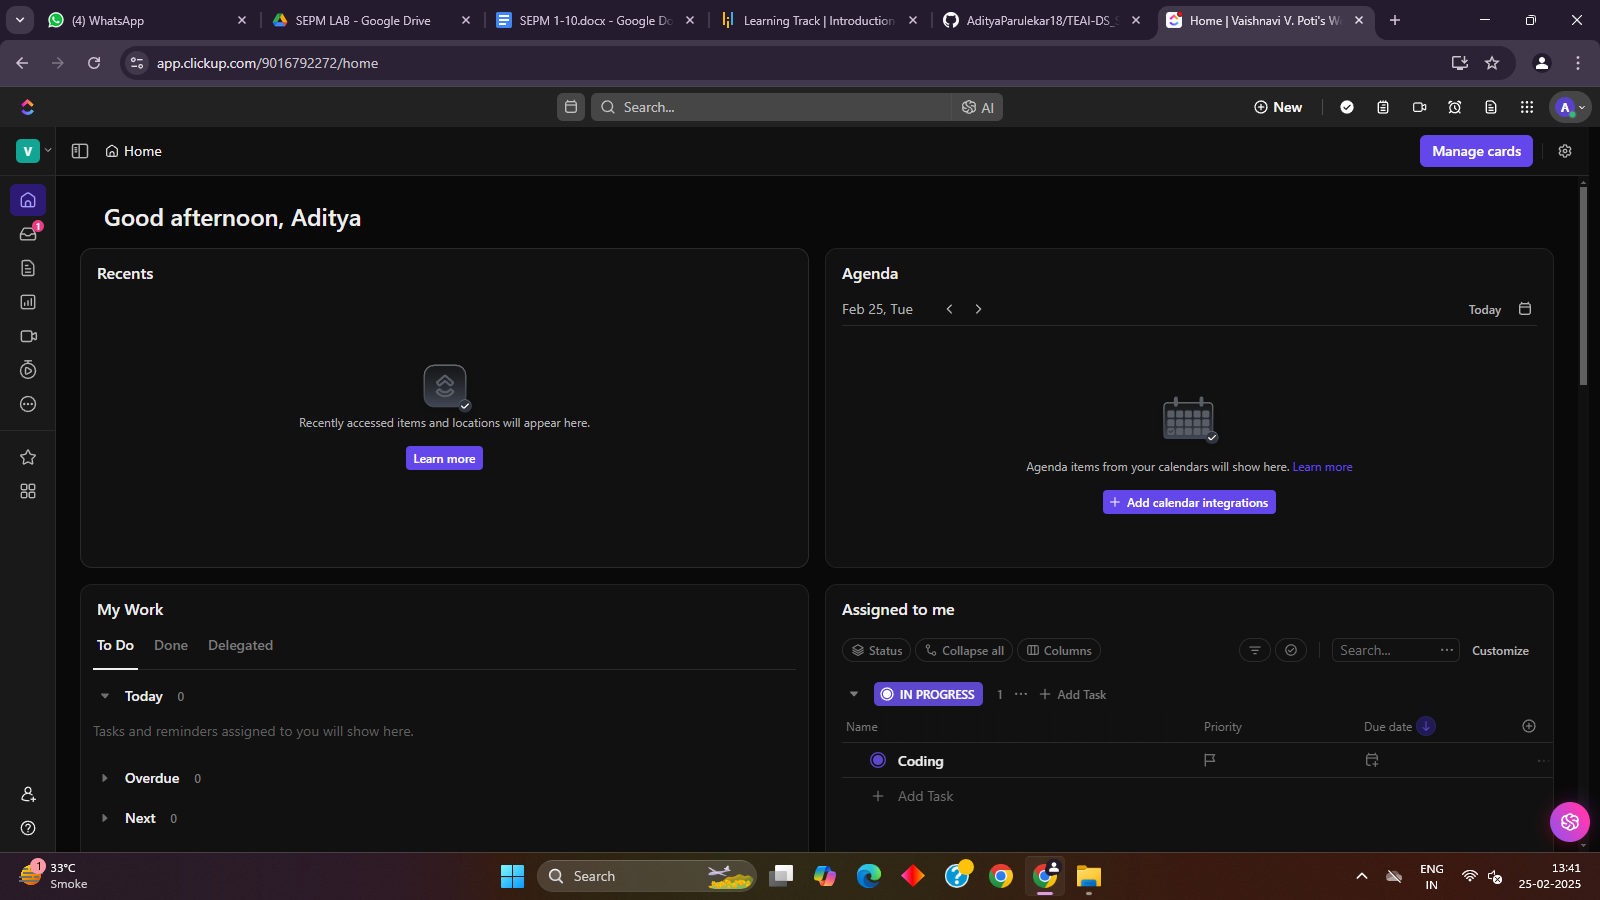 (4) WhatsApp
SEPM LAB - Google Drive
SEPM 1-10.docx - Google Do
Learning Track | Introduction
AdityaParulekar18/TEAI-DS_S
Home | Vaishnavi V. Poti's W
app.clickup.com/9016792272/home
Search...
AI
New
A
V
Home
Manage cards
1
Good afternoon, Aditya
Recents
Recently accessed items and locations will appear here.
Learn more
Agenda
Feb 25, Tue
Today
Agenda items from your calendars will show here. Learn more
+ Add calendar integrations
My Work
To Do Done Delegated
Today 0
Tasks and reminders assigned to you will show here.
Overdue 0
Next 0
Assigned to me
Status Collapse all Columns
Search... Customize
IN PROGRESS 1 ... + Add Task
Name Priority Due date
Coding
+ Add Task
1
33°C
Smoke
Search
ENG
IN
13:41
25-02-2025